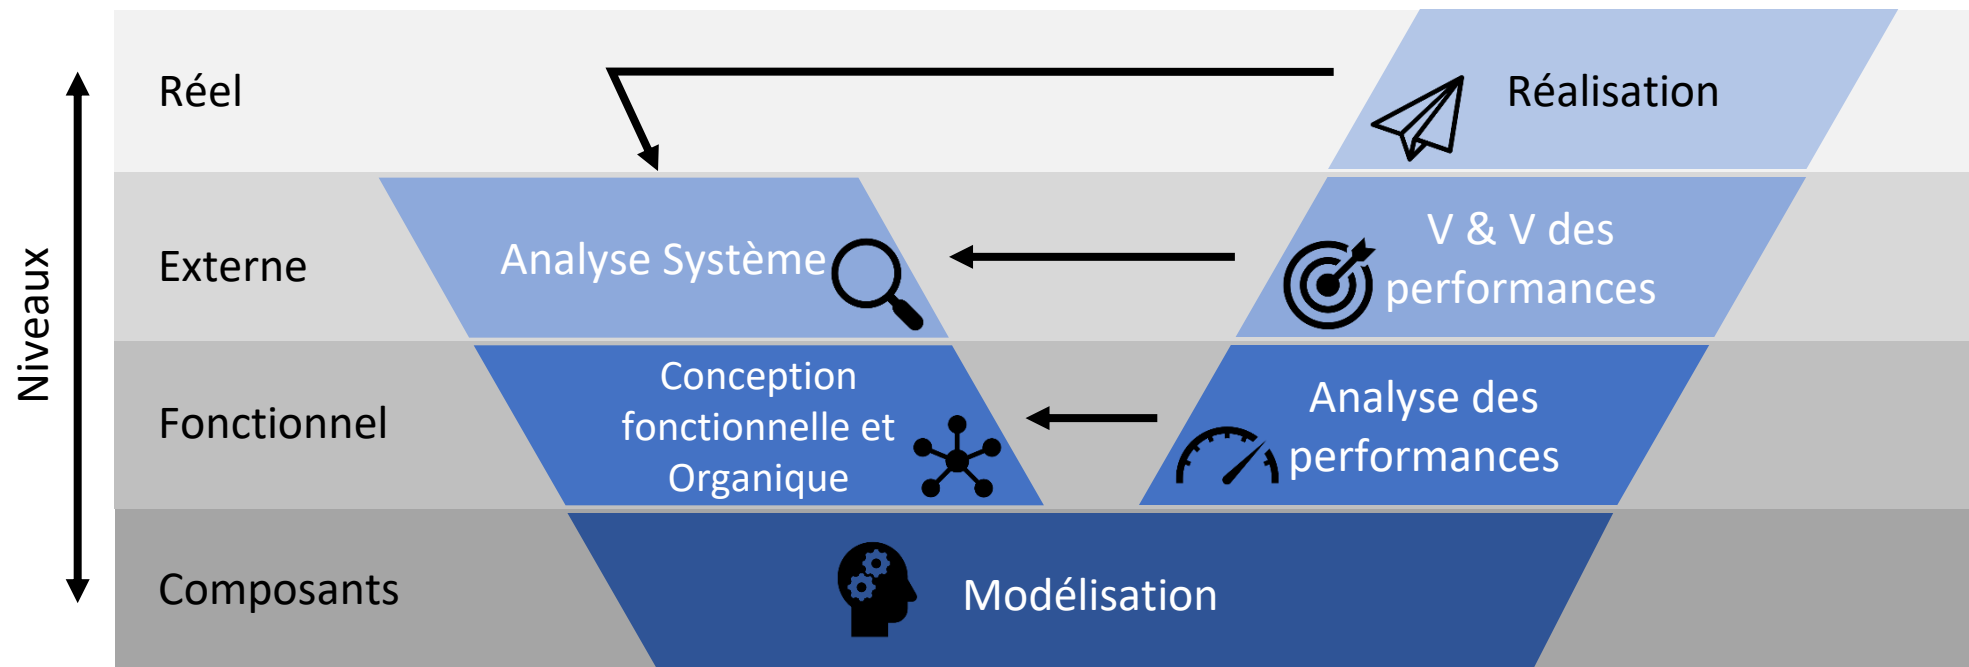 Niveaux
Réel
Réalisation
Externe
Analyse Système
V & V des
performances
Fonctionnel
Conception
fonctionnelle et
Organique
Analyse des
performances
Composants
Modélisation